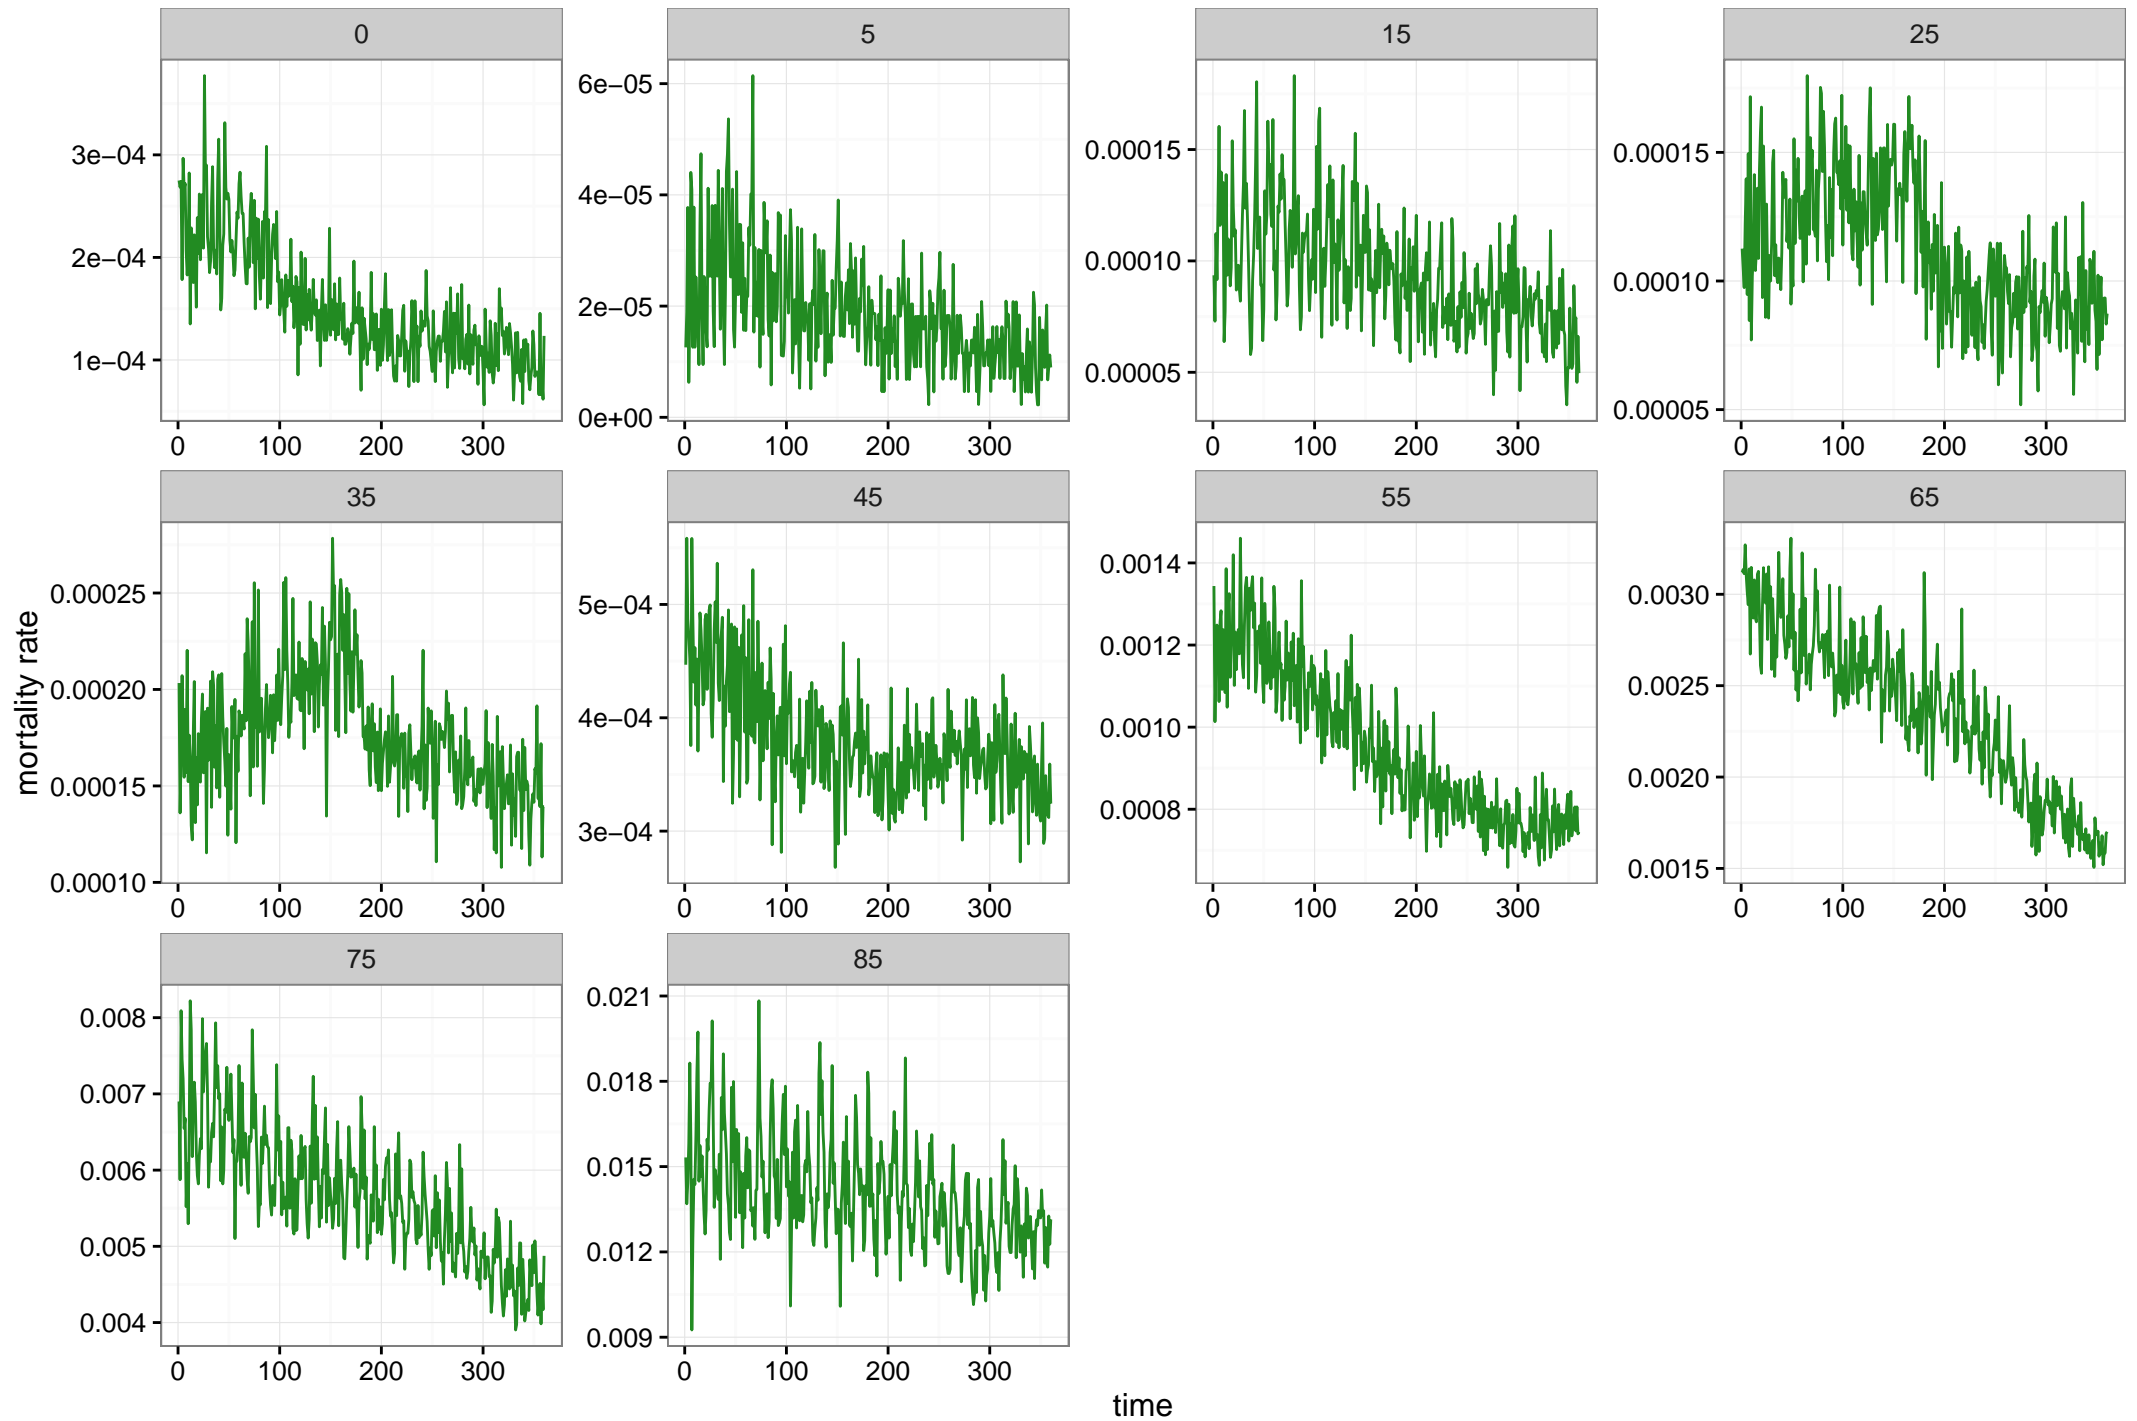 0 5 15 25
3e−04
2e−04
1e−04
0 100 200 300
6e−05
4e−05
2e−05
0e+00
0 100 200 300
0.00015
0.00010
0.00005
0 100 200 300
0.00015
0.00010
0.00005
0 100 200 300
mortality rate
35 45 55 65
0.00025
0.00020
0.00015
0.00010
0 100 200 300
5e−04
4e−04
3e−04
0 100 200 300
0.0014
0.0012
0.0010
0.0008
0 100 200 300
0.0030
0.0025
0.0020
0.0015
0 100 200 300
75 85
0.008
0.007
0.006
0.005
0.004
0 100 200 300
0.021
0.018
0.015
0.012
0.009
0 100 200 300
time